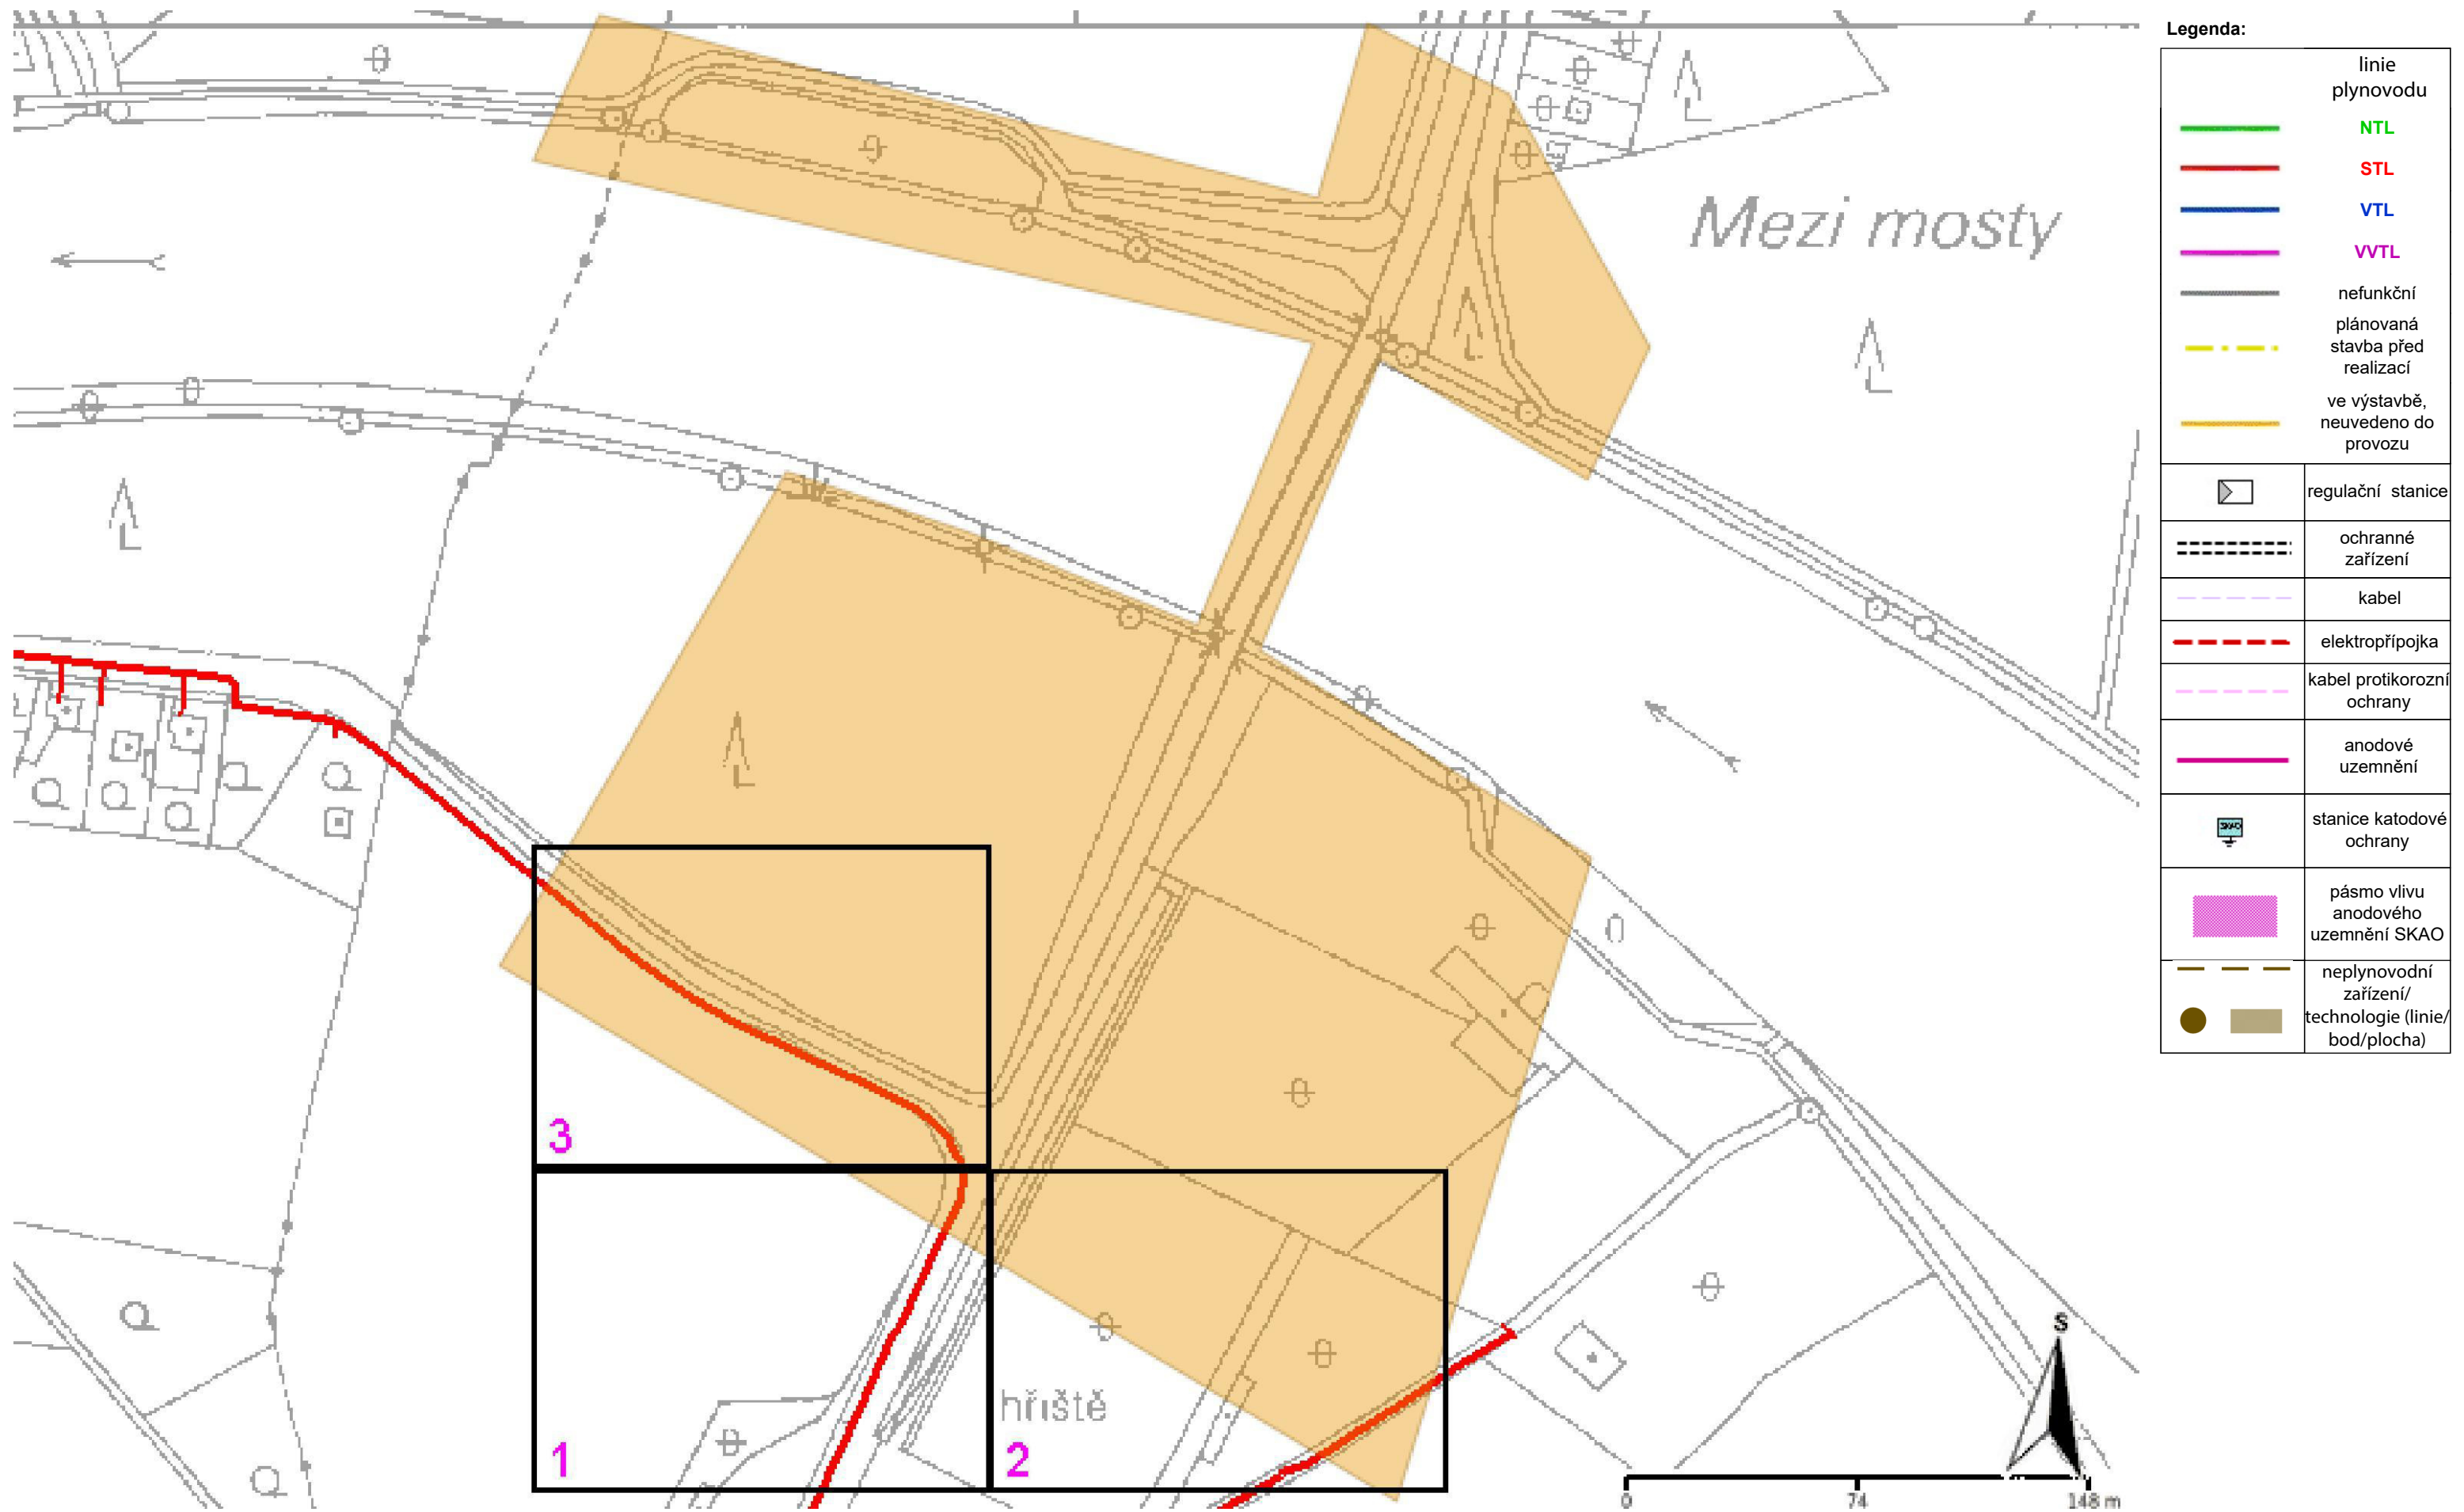 Mezi mosty
3
1
2
hřiště
S
0 74 148 m
Legenda:
linie
plynovodu
NTL
STL
VTL
VVTL
nefunkční
plánovaná
stavba před
realizací
ve výstavbě,
neuvedeno do
provozu
regulační stanice
ochranné
zařízení
kabel
elektropřípojka
kabel protikorozní
ochrany
anodové
uzemnění
SKAO
stanice katodové
ochrany
pásmo vlivu
anodového
uzemnění SKAO
neplynovodní
zařízení/
technologie (linie/
bod/plocha)